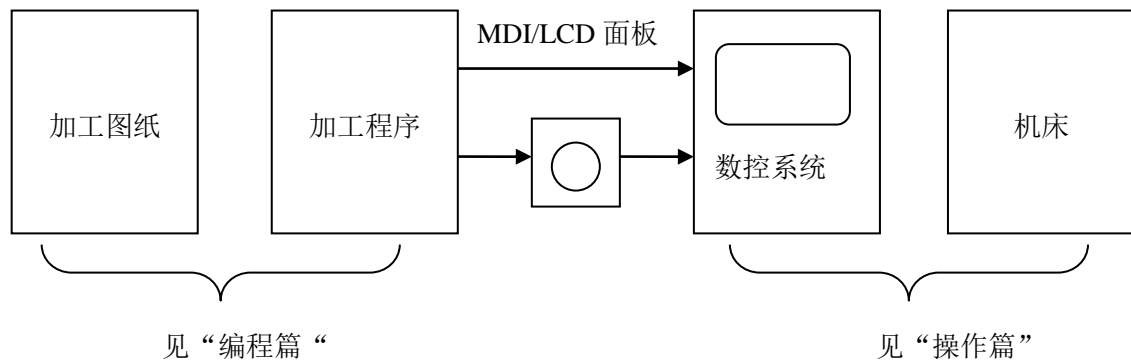 MDI/LCD 面板
加工图纸
加工程序
数控系统
机床
见“编程篇“
见“操作篇”